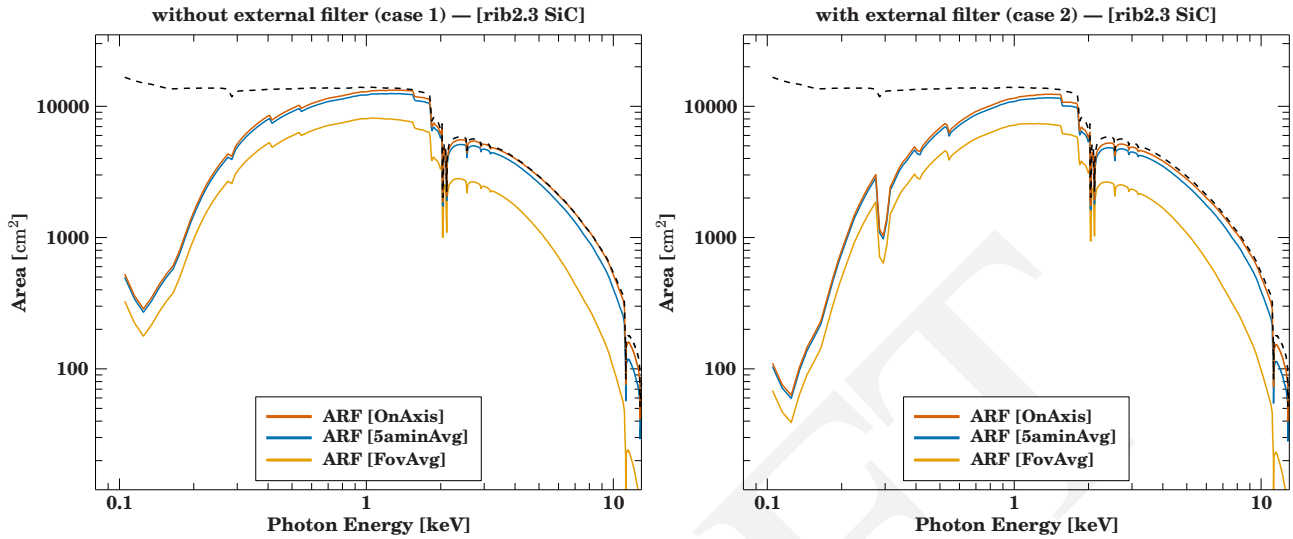 without external filter (case 1) — [rib2.3 SiC]
Area [cm²]
10000
1000
100
ARF [OnAxis]
ARF [5aminAvg]
ARF [FovAvg]
0.1 1 10
Photon Energy [keV]
with external filter (case 2) — [rib2.3 SiC]
Area [cm²]
10000
1000
100
ARF [OnAxis]
ARF [5aminAvg]
ARF [FovAvg]
0.1 1 10
Photon Energy [keV]